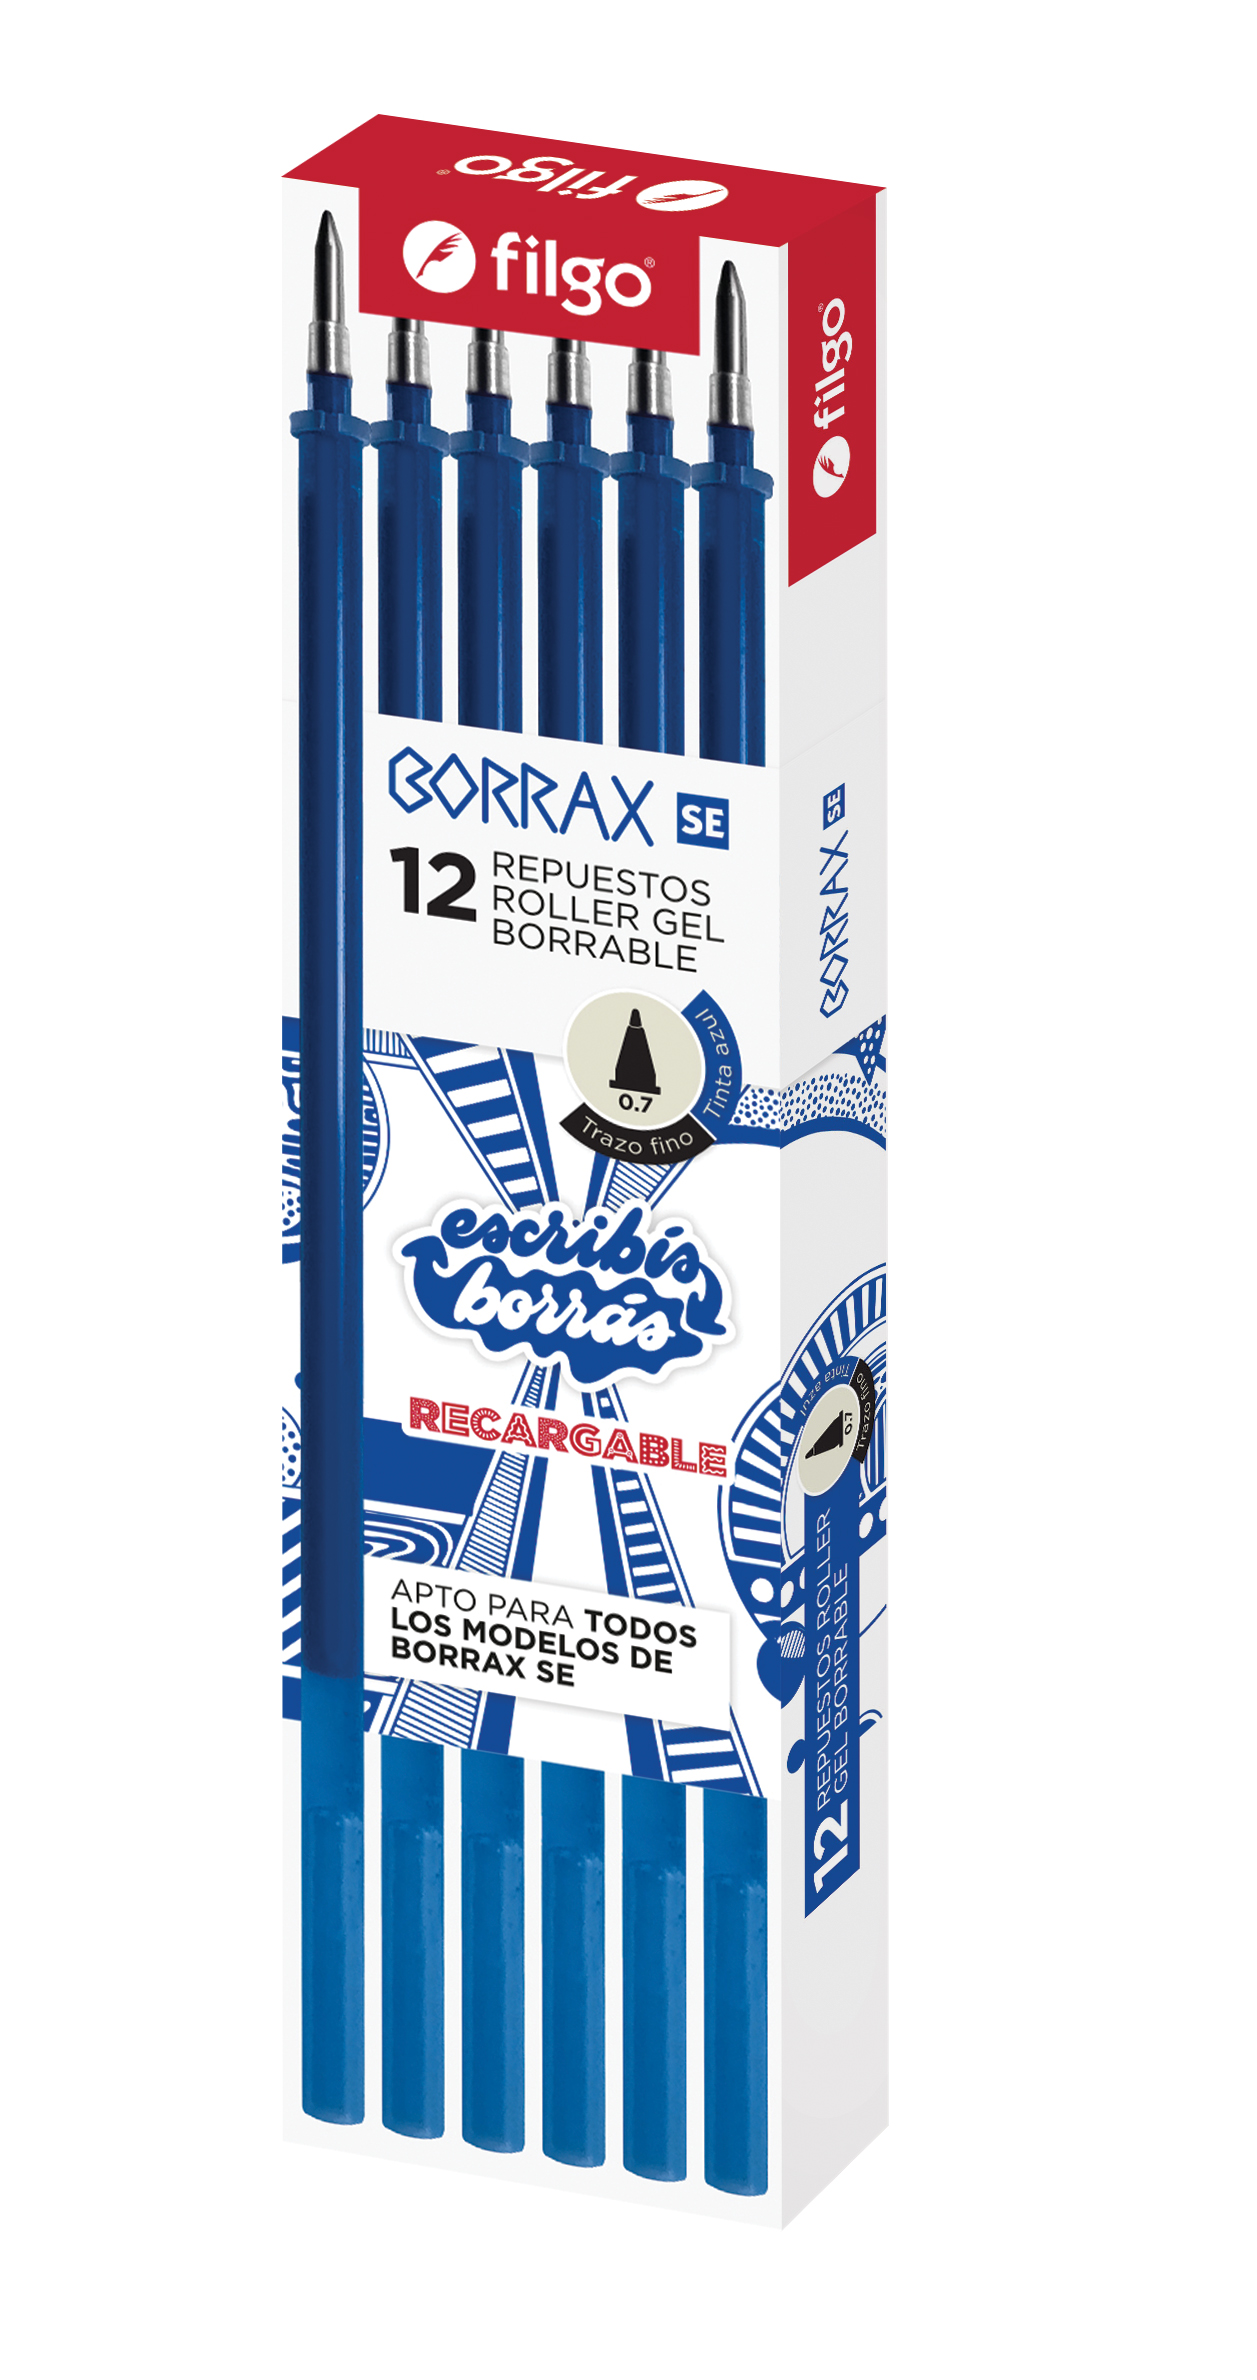 filgo®
filgo®
filgo®
BORRAX SE
12 REPUESTOS
ROLLER GEL
BORRABLE
0.7
Trazo fino
Tinta azul
escribís
borrás
RECARGABLE
APTO PARA TODOS
LOS MODELOS DE
BORRAX SE
BORRAX SE
Tinta azul
0.7
Trazo fino
12 REPUESTOS ROLLER
GEL BORRABLE